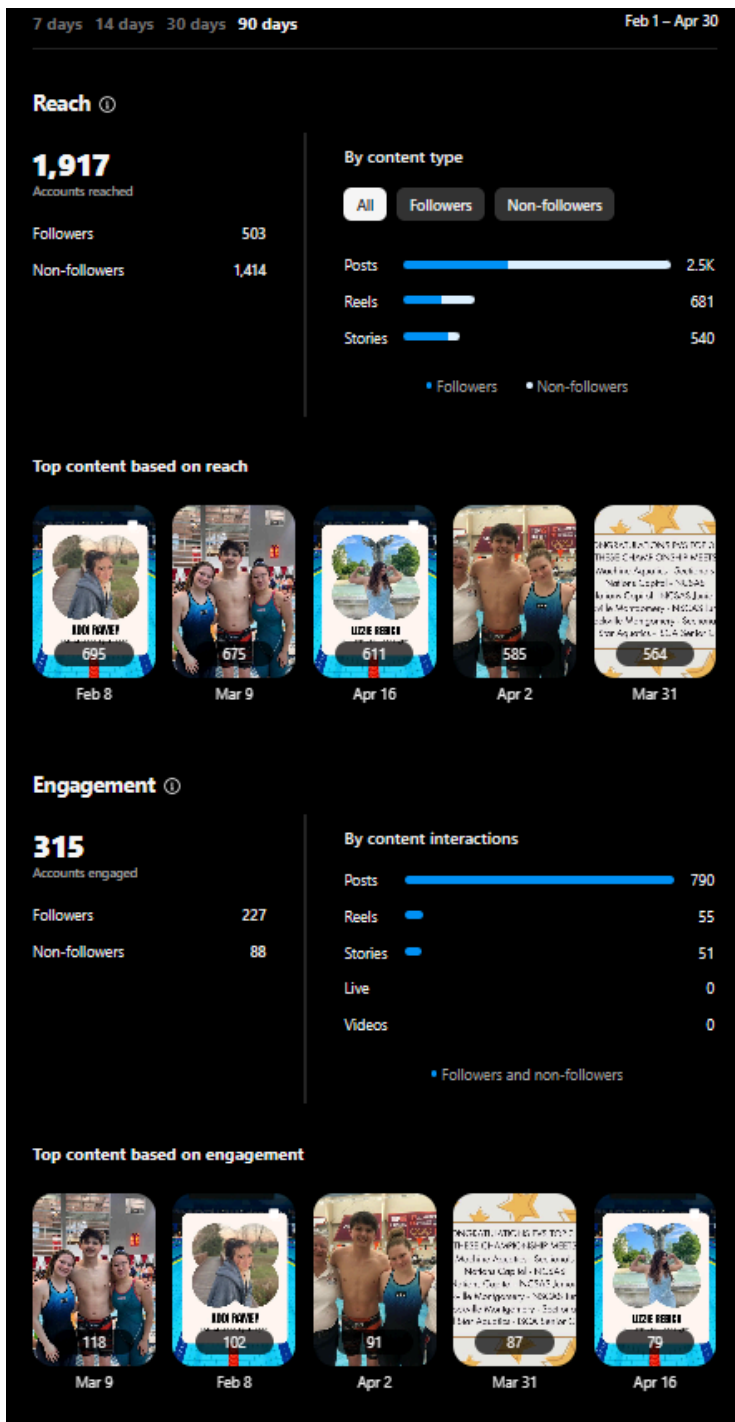 7 days 14 days 30 days 90 days Feb 1 – Apr 30
Reach
1,917
Accounts reached
Followers 503
Non-followers 1,414
By content type
All Followers Non-followers
Posts 2.5K
Reels 681
Stories 540
Followers Non-followers
Top content based on reach
695 675 611 585 564
Feb 8 Mar 9 Apr 16 Apr 2 Mar 31
Engagement
315
Accounts engaged
Followers 227
Non-followers 88
By content interactions
Posts 790
Reels 55
Stories 51
Live 0
Videos 0
Followers and non-followers
Top content based on engagement
118 102 91 87 79
Mar 9 Feb 8 Apr 2 Mar 31 Apr 16